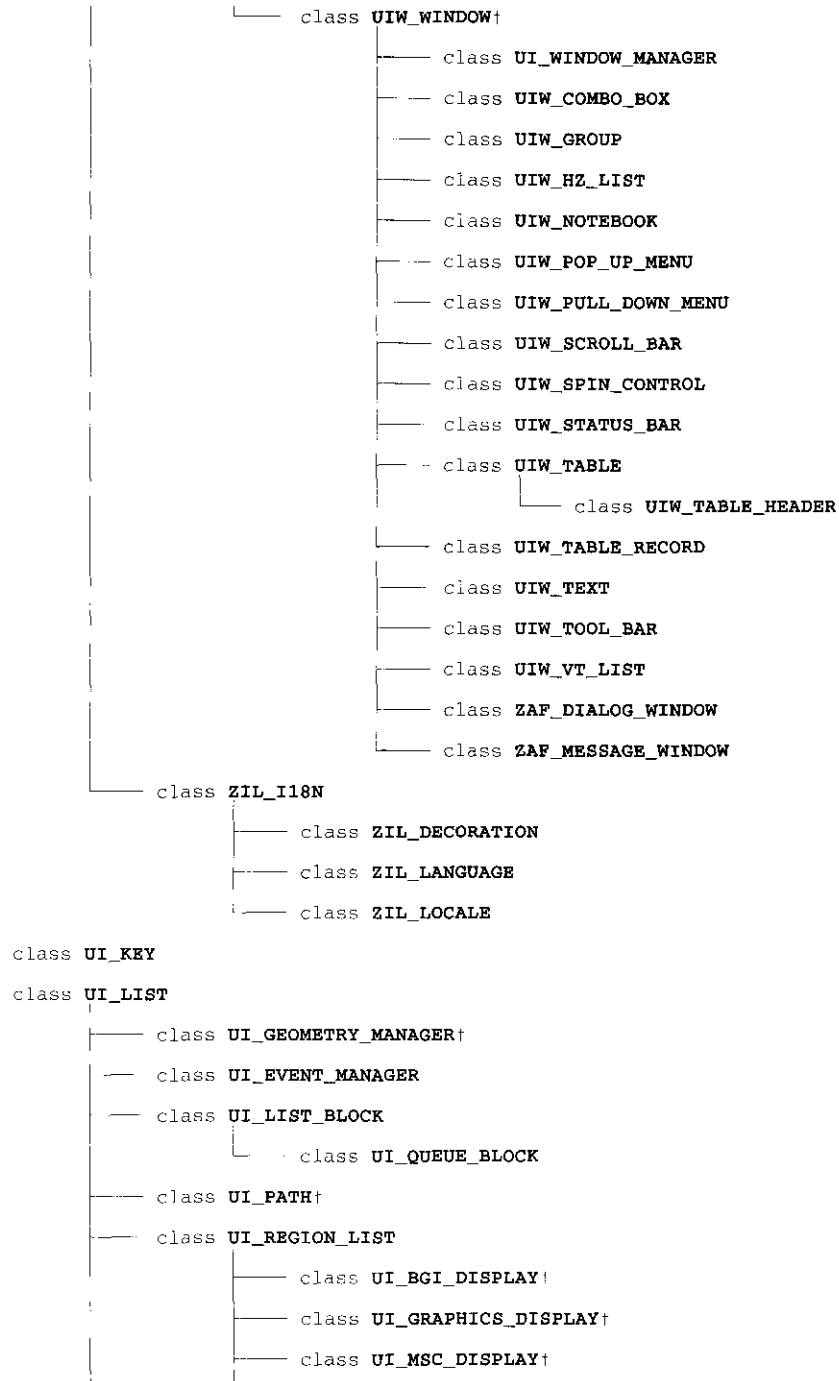 class UIW_WINDOW†
class UI_WINDOW_MANAGER
class UIW_COMBO_BOX
class UIW_GROUP
class UIW_HZ_LIST
class UIW_NOTEBOOK
class UIW_POP_UP_MENU
class UIW_PULL_DOWN_MENU
class UIW_SCROLL_BAR
class UIW_SPIN_CONTROL
class UIW_STATUS_BAR
class UIW_TABLE
class UIW_TABLE_HEADER
class UIW_TABLE_RECORD
class UIW_TEXT
class UIW_TOOL_BAR
class UIW_VT_LIST
class ZAF_DIALOG_WINDOW
class ZAF_MESSAGE_WINDOW
class ZIL_I18N
class ZIL_DECORATION
class ZIL_LANGUAGE
class ZIL_LOCALE
class UI_KEY
class UI_LIST
class UI_GEOMETRY_MANAGER†
class UI_EVENT_MANAGER
class UI_LIST_BLOCK
class UI_QUEUE_BLOCK
class UI_PATH†
class UI_REGION_LIST
class UI_BGI_DISPLAY†
class UI_GRAPHICS_DISPLAY†
class UI_MSC_DISPLAY†